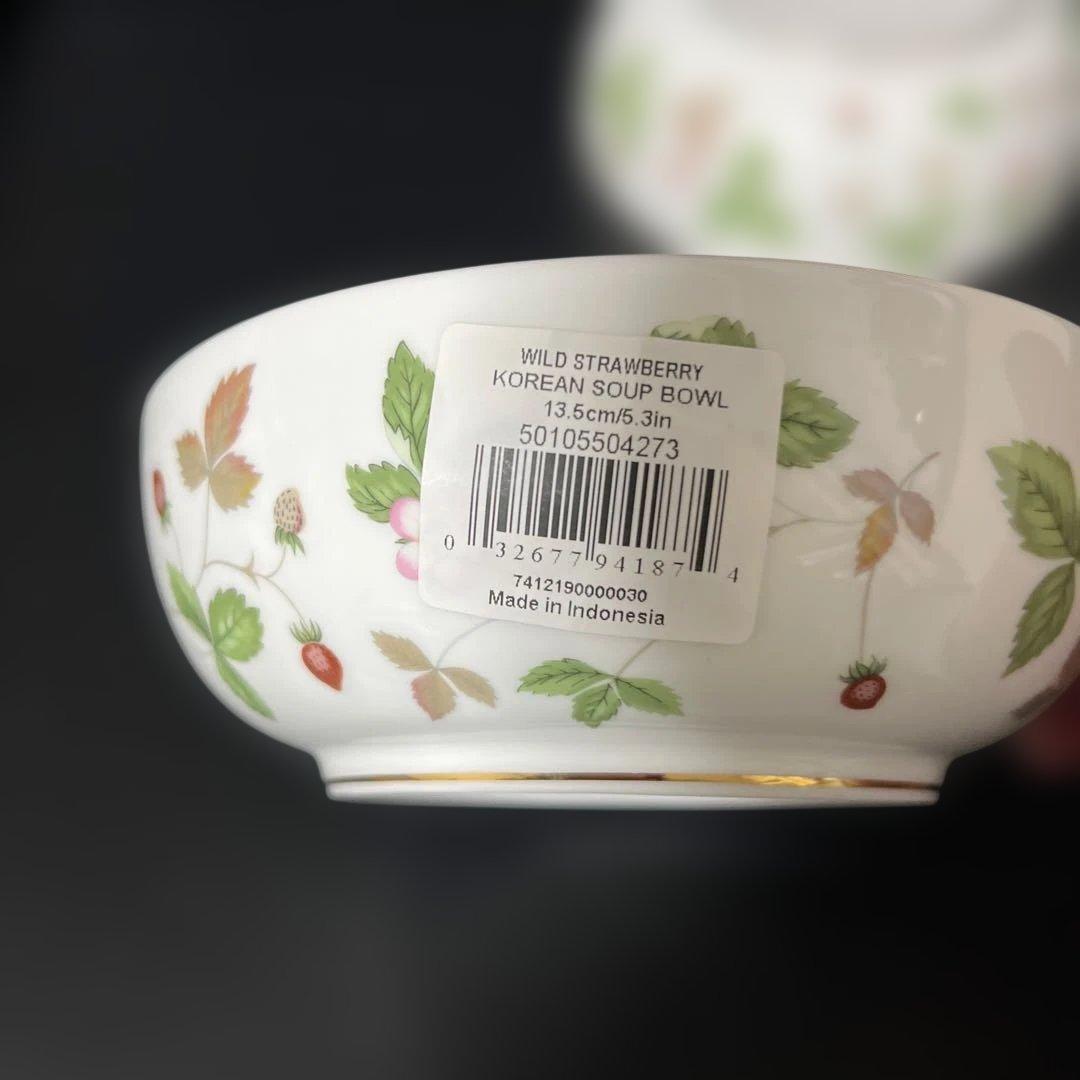 WILD STRAWBERRY
KOREAN SOUP BOWL
13.5cm/5.3in
50105504273
0 32677 94187 4
7412190000030
Made in Indonesia